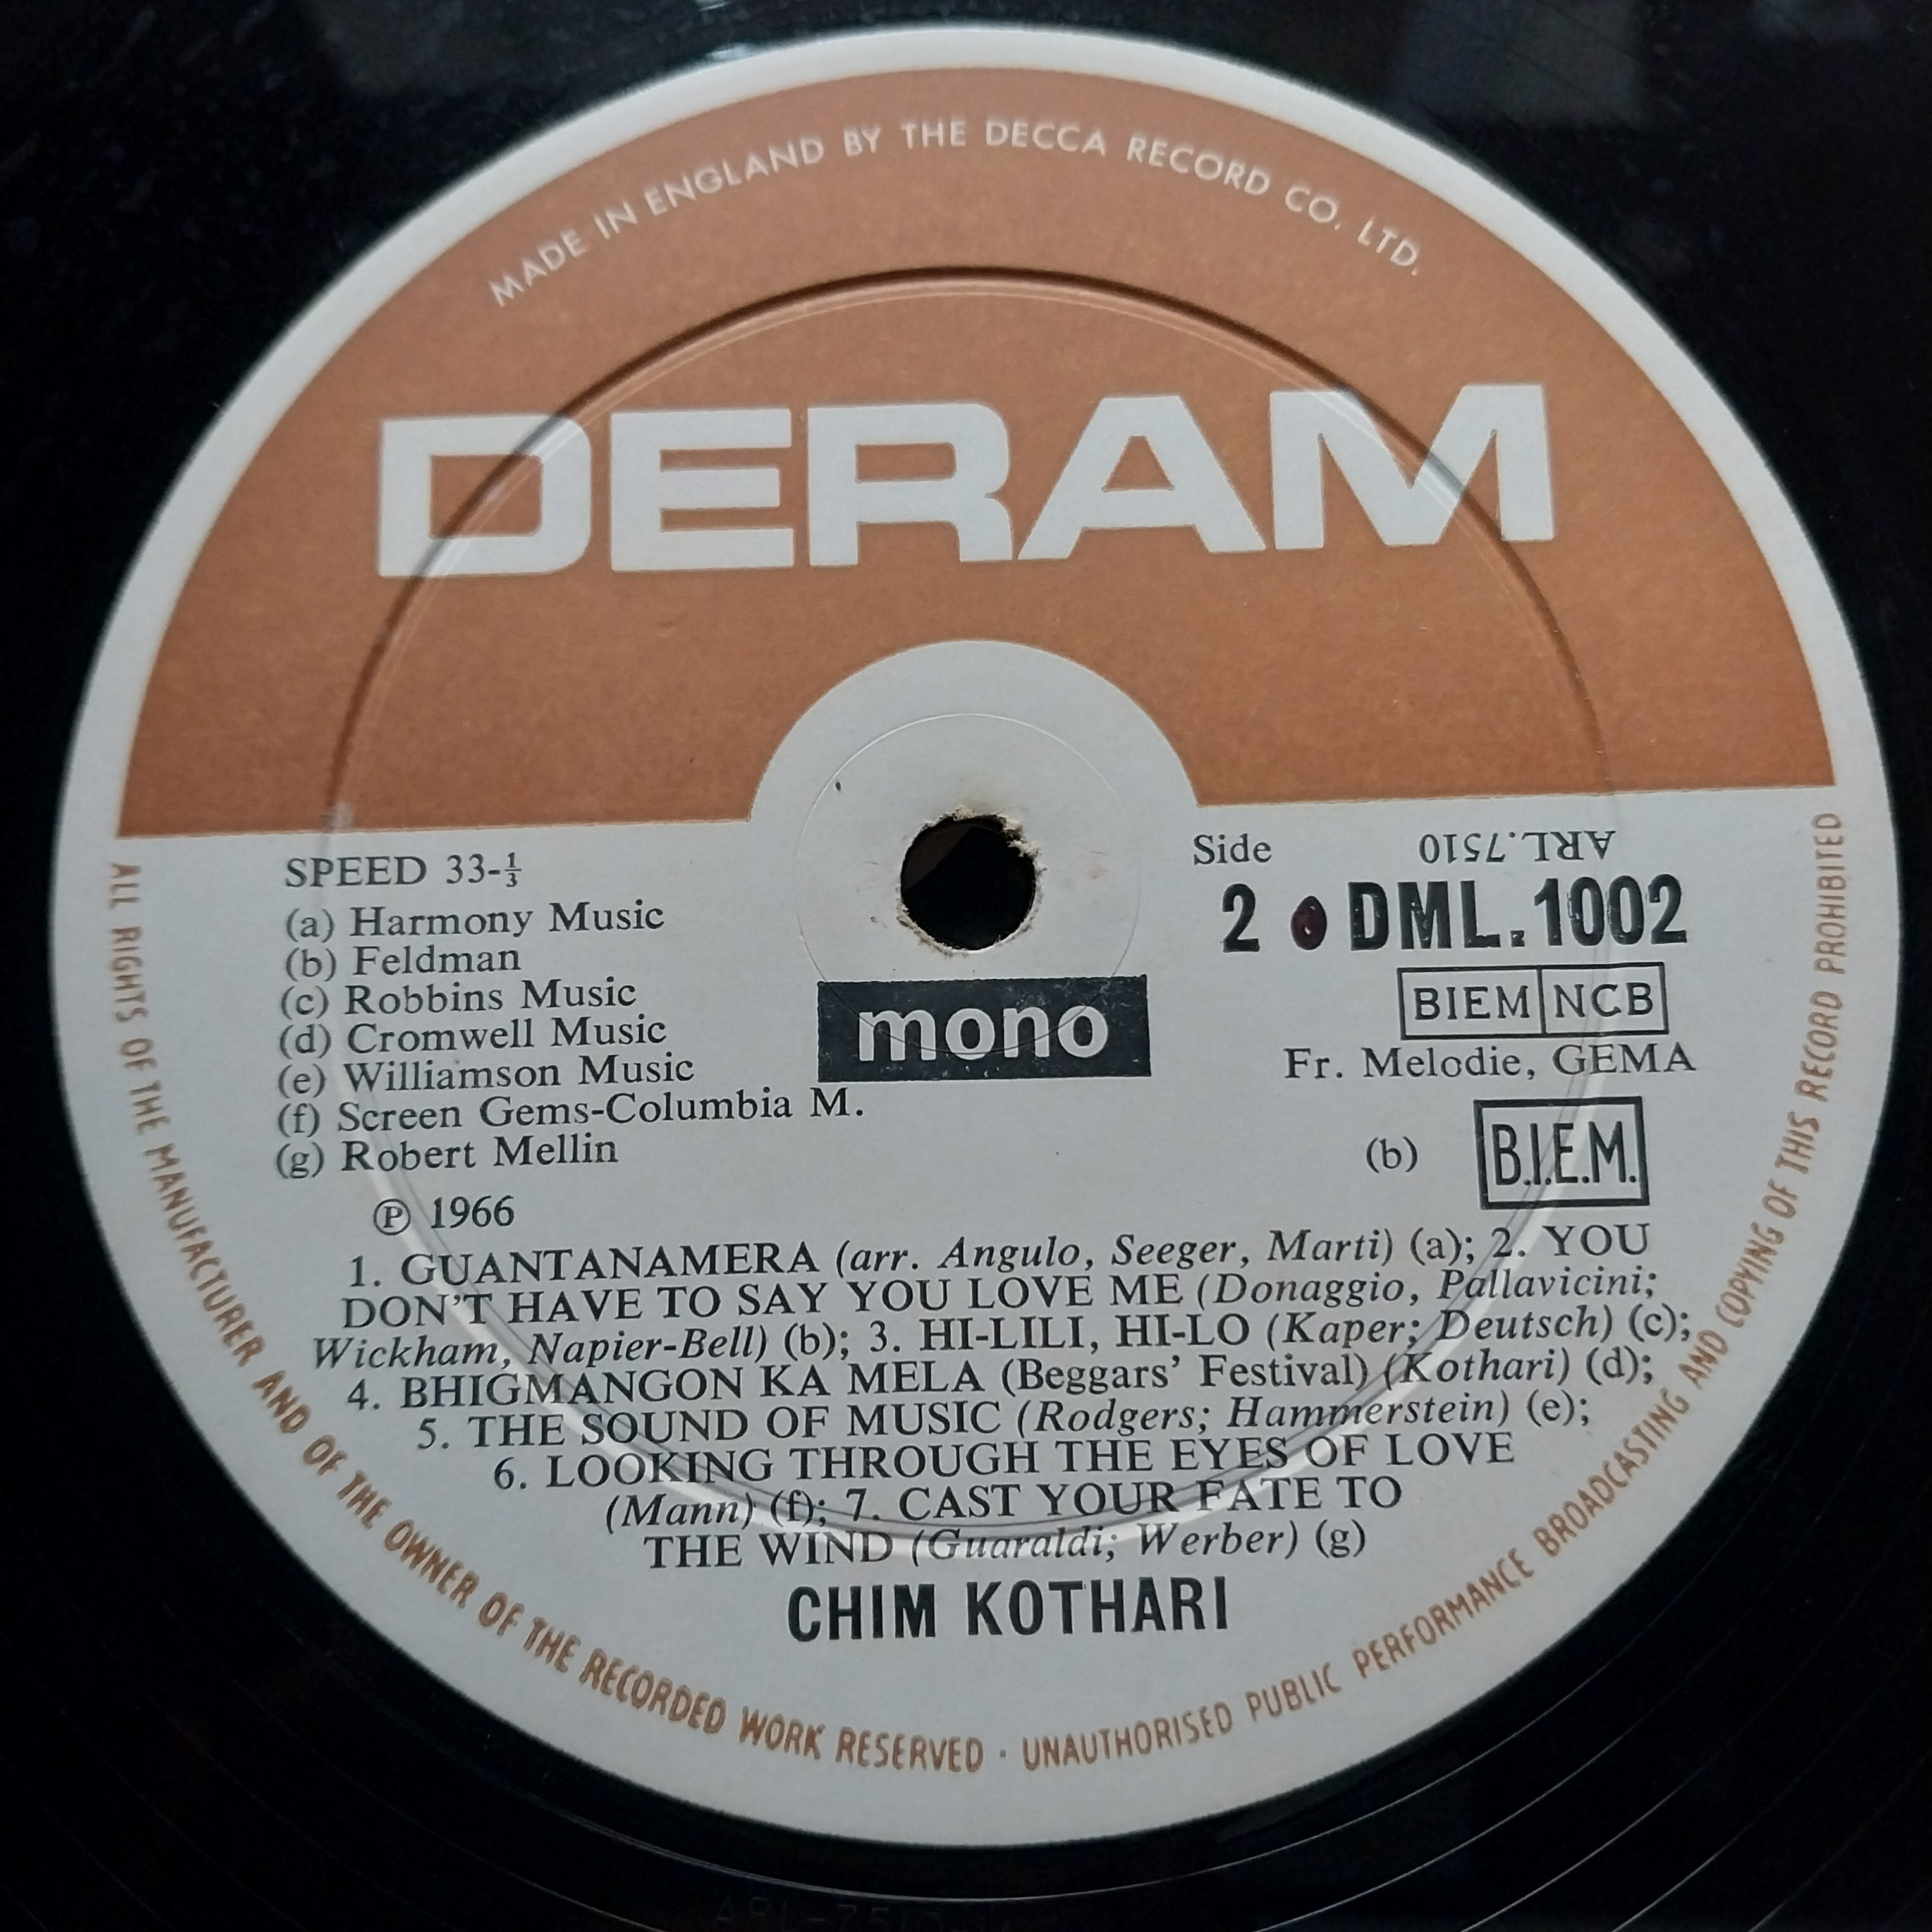 MADE IN ENGLAND BY THE DECCA RECORD CO. LTD.
DERAM
SPEED 33-⅓
(a) Harmony Music
(b) Feldman
(c) Robbins Music
(d) Cromwell Music
(e) Williamson Music
(f) Screen Gems-Columbia M.
(g) Robert Mellin
℗ 1966
mono
Side
2
ARL.7510
DML.1002
BIEM NCB
Fr. Melodie, GEMA
(b) B.I.E.M.
1. GUANTANAMERA (arr. Angulo, Seeger, Marti) (a); 2. YOU
DON'T HAVE TO SAY YOU LOVE ME (Donaggio, Pallavicini;
Wickham, Napier-Bell) (b); 3. HI-LILI, HI-LO (Kaper; Deutsch) (c);
4. BHIGMANGON KA MELA (Beggars' Festival) (Kothari) (d);
5. THE SOUND OF MUSIC (Rodgers; Hammerstein) (e);
6. LOOKING THROUGH THE EYES OF LOVE
(Mann) (f); 7. CAST YOUR FATE TO
THE WIND (Guaraldi; Werber) (g)
CHIM KOTHARI
ALL RIGHTS OF THE MANUFACTURER AND OF THE OWNER OF THE RECORDED WORK RESERVED · UNAUTHORISED PUBLIC PERFORMANCE BROADCASTING AND COPYING OF THIS RECORD PROHIBITED